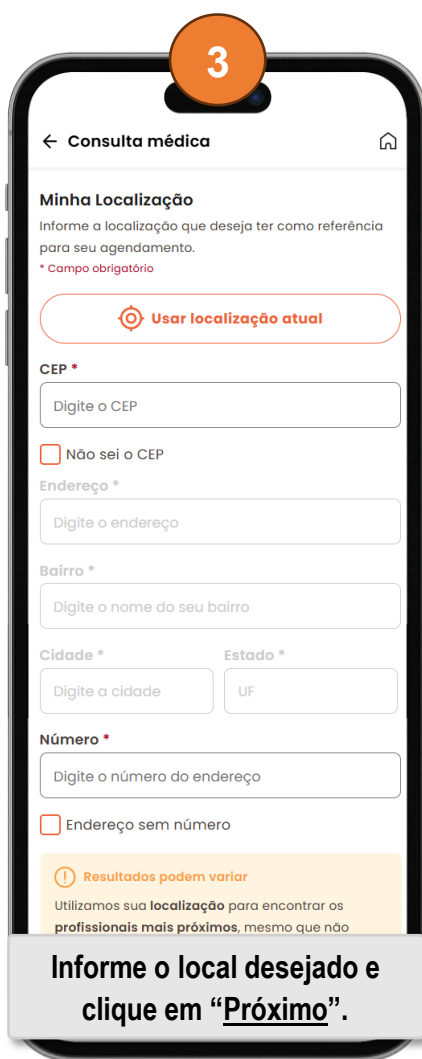 3
Consulta médica
Minha Localização
Informe a localização que deseja ter como referência
para seu agendamento.
* Campo obrigatório
Usar localização atual
CEP *
Digite o CEP
Não sei o CEP
Endereço *
Digite o endereço
Bairro *
Digite o nome do seu bairro
Cidade * Estado *
Digite a cidade UF
Número *
Digite o número do endereço
Endereço sem número
Resultados podem variar
Utilizamos sua localização para encontrar os
profissionais mais próximos, mesmo que não
Informe o local desejado e
clique em “Próximo”.